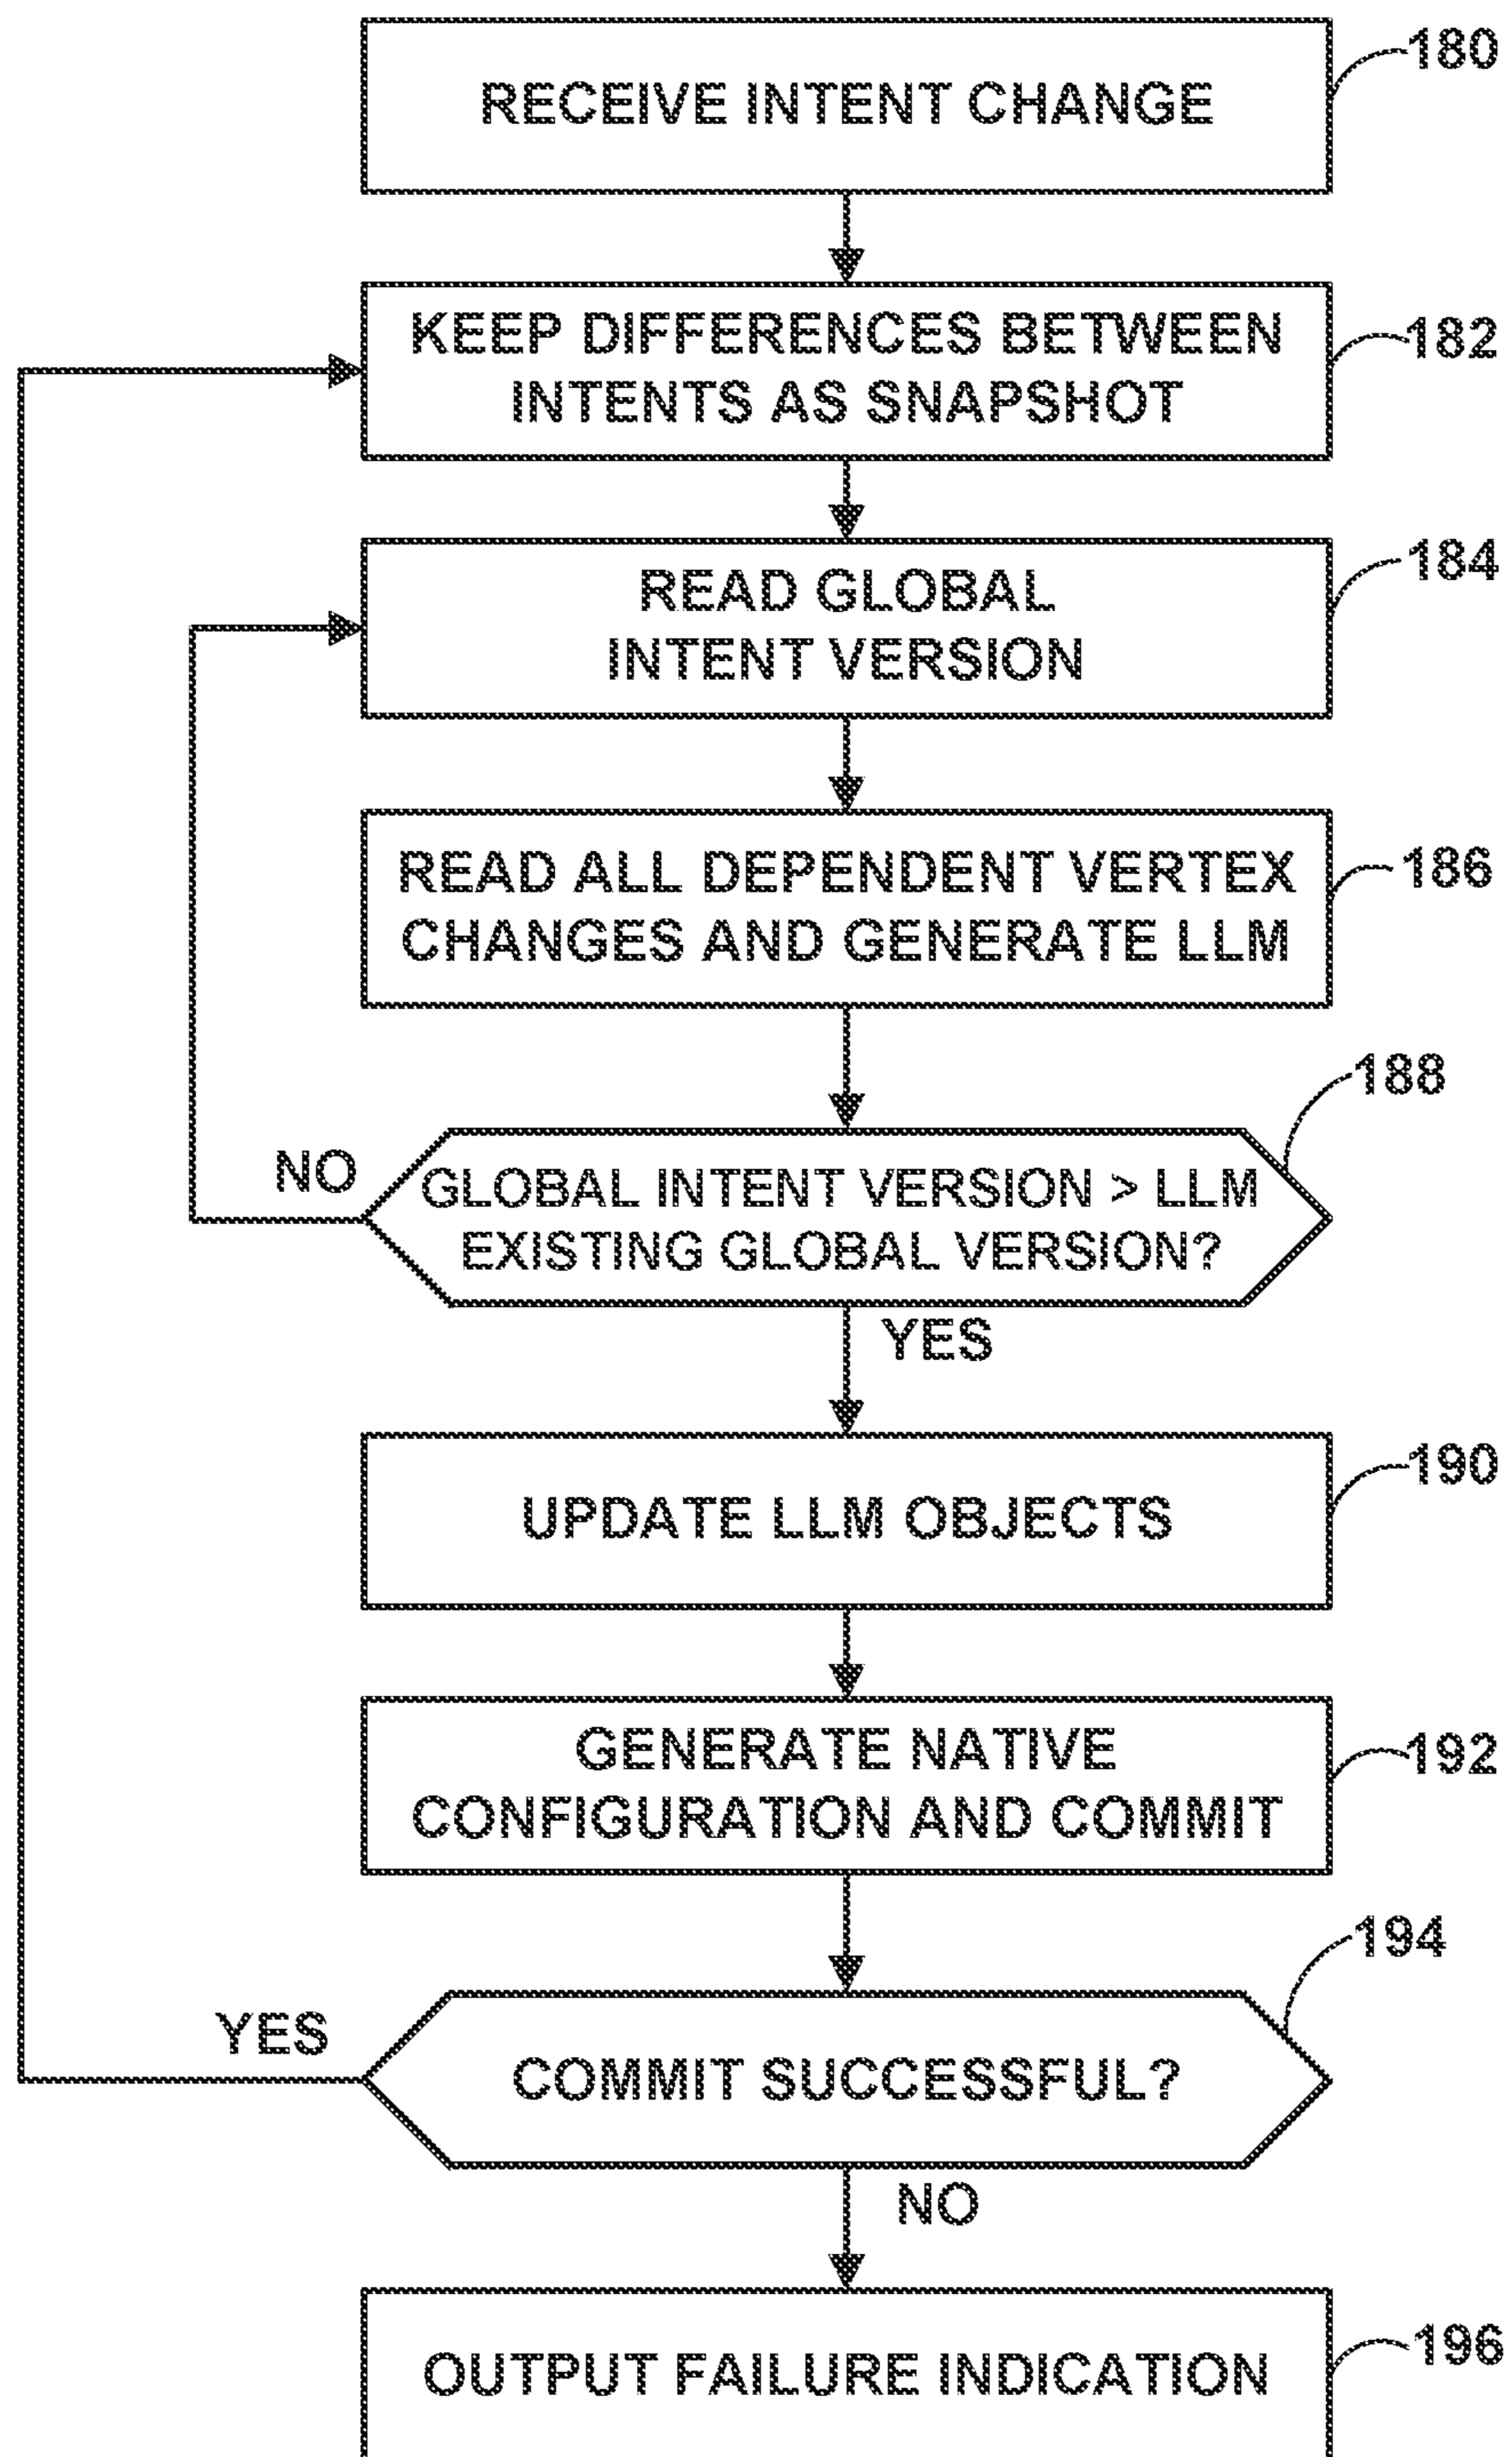 RECEIVE INTENT CHANGE
180
KEEP DIFFERENCES BETWEEN
INTENTS AS SNAPSHOT
182
READ GLOBAL
INTENT VERSION
184
READ ALL DEPENDENT VERTEX
CHANGES AND GENERATE LLM
186
188
NO
GLOBAL INTENT VERSION > LLM
EXISTING GLOBAL VERSION?
YES
UPDATE LLM OBJECTS
190
GENERATE NATIVE
CONFIGURATION AND COMMIT
192
194
YES
COMMIT SUCCESSFUL?
NO
OUTPUT FAILURE INDICATION
196